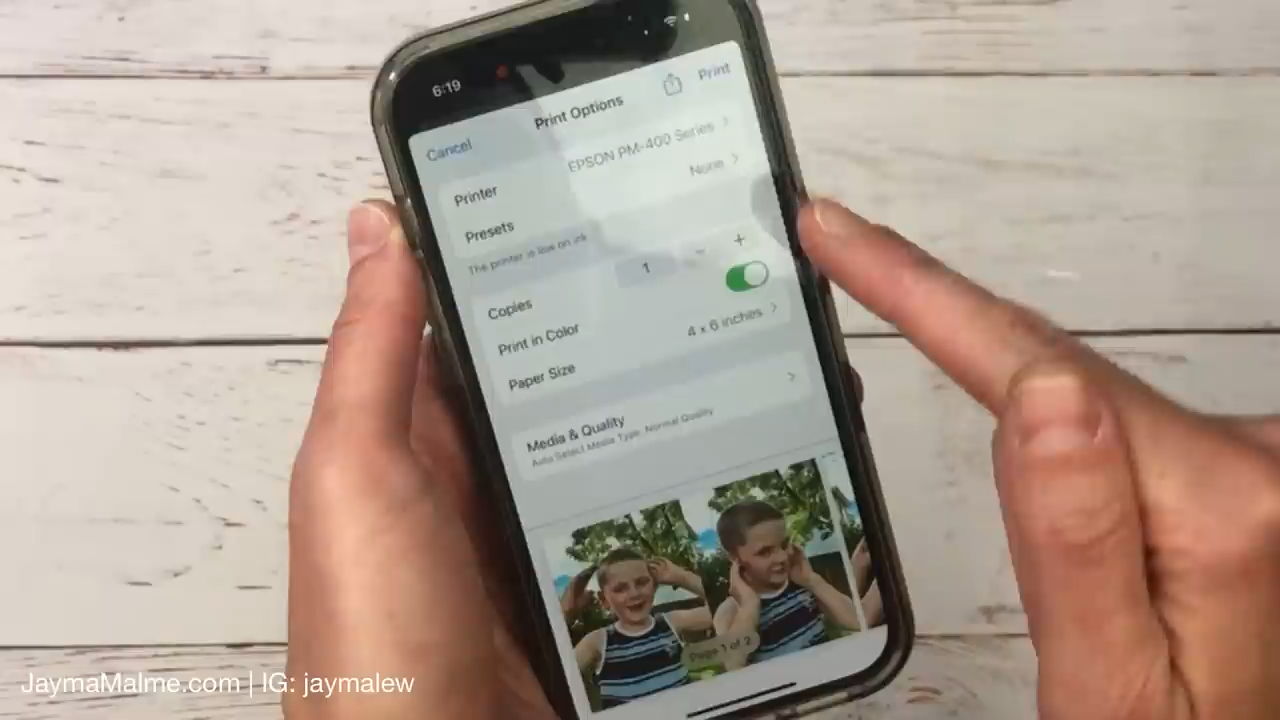 6:19
Cancel
Print Options
Print
Printer
EPSON PM-400 Series
Presets
None
The printer is low on ink
Copies
1
+
Print in Color
Paper Size
4 x 6 inches
Media & Quality
Auto Select Media Type, Normal Quality
Page 1 of 2
JaymaMalme.com | IG: jaymalew